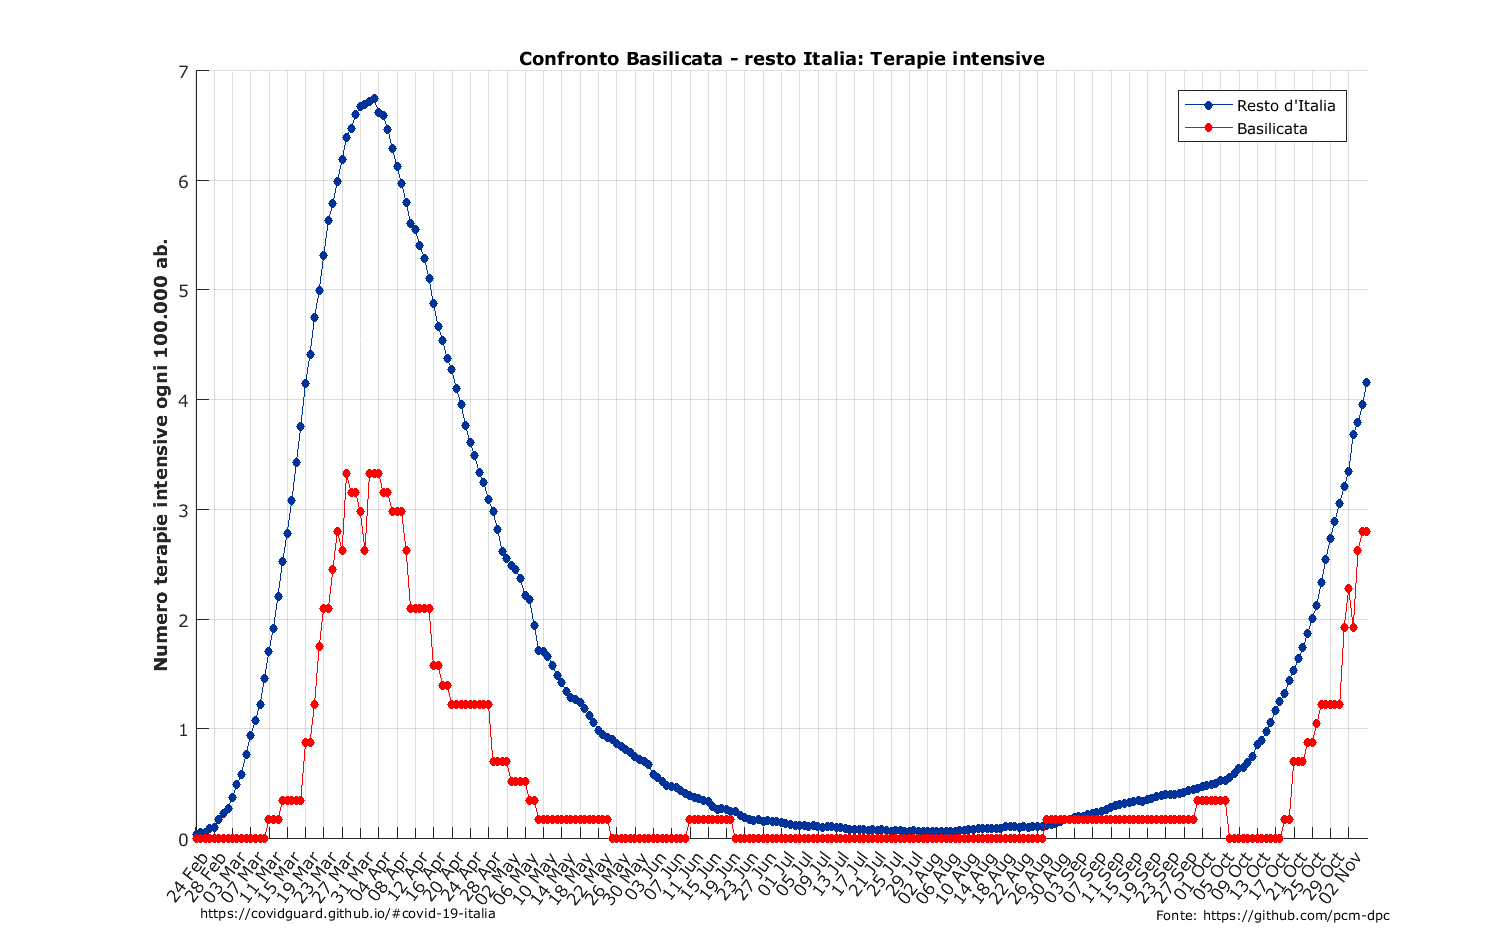 Confronto Basilicata - resto Italia: Terapie intensive
Resto d'Italia
Basilicata
Numero terapie intensive ogni 100.000 ab.
7
6
5
4
3
2
1
0
24 Feb
28 Feb
03 Mar
07 Mar
11 Mar
15 Mar
19 Mar
23 Mar
27 Mar
31 Mar
04 Apr
08 Apr
12 Apr
16 Apr
20 Apr
24 Apr
28 Apr
02 May
06 May
10 May
14 May
18 May
22 May
26 May
30 May
03 Jun
07 Jun
11 Jun
15 Jun
19 Jun
23 Jun
27 Jun
01 Jul
05 Jul
09 Jul
13 Jul
17 Jul
21 Jul
25 Jul
29 Jul
02 Aug
06 Aug
10 Aug
14 Aug
18 Aug
22 Aug
26 Aug
30 Aug
03 Sep
07 Sep
11 Sep
15 Sep
19 Sep
23 Sep
27 Sep
01 Oct
05 Oct
09 Oct
13 Oct
17 Oct
21 Oct
25 Oct
29 Oct
02 Nov
https://covidguard.github.io/#covid-19-italia
Fonte: https://github.com/pcm-dpc